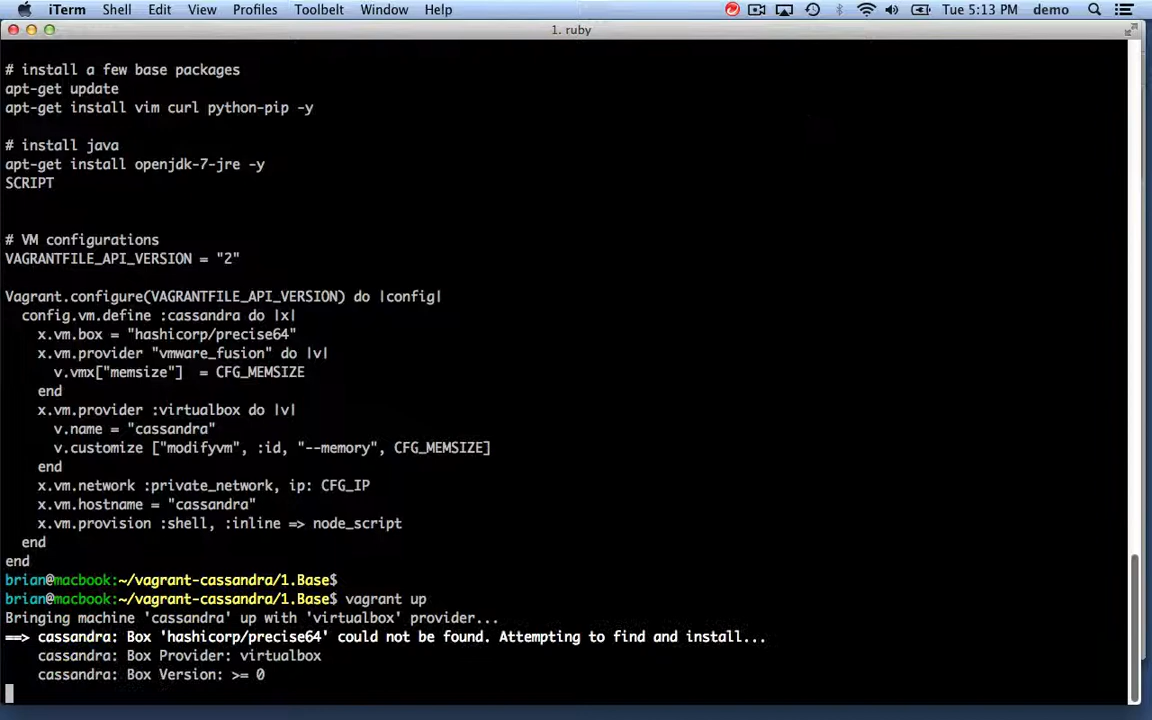 iTerm Shell Edit View Profiles Toolbelt Window Help Tue 5:13 PM demo
1. ruby
# install a few base packages
apt-get update
apt-get install vim curl python-pip -y
# install java
apt-get install openjdk-7-jre -y
SCRIPT
# VM configurations
VAGRANTFILE_API_VERSION = "2"
Vagrant.configure(VAGRANTFILE_API_VERSION) do |config|
  config.vm.define :cassandra do |x|
    x.vm.box = "hashicorp/precise64"
    x.vm.provider "vmware_fusion" do |v|
      v.vmx["memsize"]  = CFG_MEMSIZE
    end
    x.vm.provider :virtualbox do |v|
      v.name = "cassandra"
      v.customize ["modifyvm", :id, "--memory", CFG_MEMSIZE]
    end
    x.vm.network :private_network, ip: CFG_IP
    x.vm.hostname = "cassandra"
    x.vm.provision :shell, :inline => node_script
  end
end
brian@macbook:~/vagrant-cassandra/1.Base$
brian@macbook:~/vagrant-cassandra/1.Base$ vagrant up
Bringing machine 'cassandra' up with 'virtualbox' provider...
==> cassandra: Box 'hashicorp/precise64' could not be found. Attempting to find and install...
    cassandra: Box Provider: virtualbox
    cassandra: Box Version: >= 0